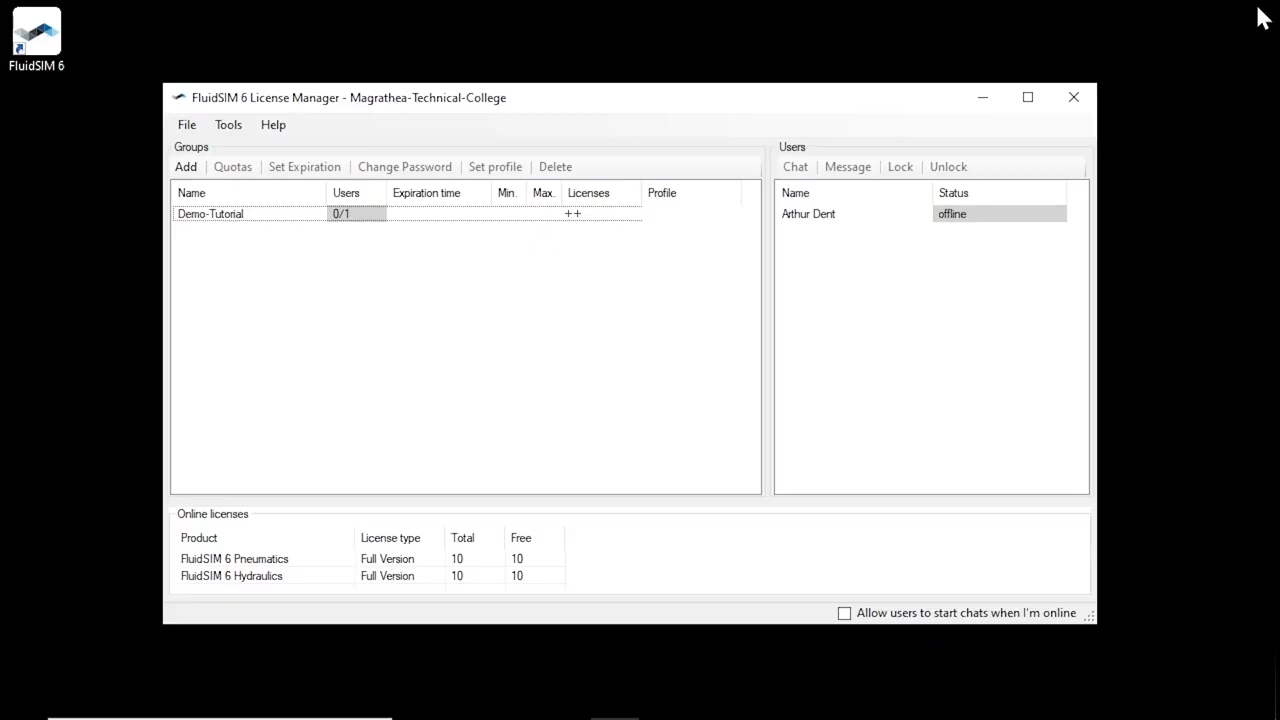 FluidSIM 6
FluidSIM 6 License Manager - Magrathea-Technical-College
File Tools Help
Groups
Add Quotas Set Expiration Change Password Set profile Delete
Name Users Expiration time Min. Max. Licenses Profile
Demo-Tutorial 0/1 ++
Users
Chat Message Lock Unlock
Name Status
Arthur Dent offline
Online licenses
Product License type Total Free
FluidSIM 6 Pneumatics Full Version 10 10
FluidSIM 6 Hydraulics Full Version 10 10
Allow users to start chats when I'm online